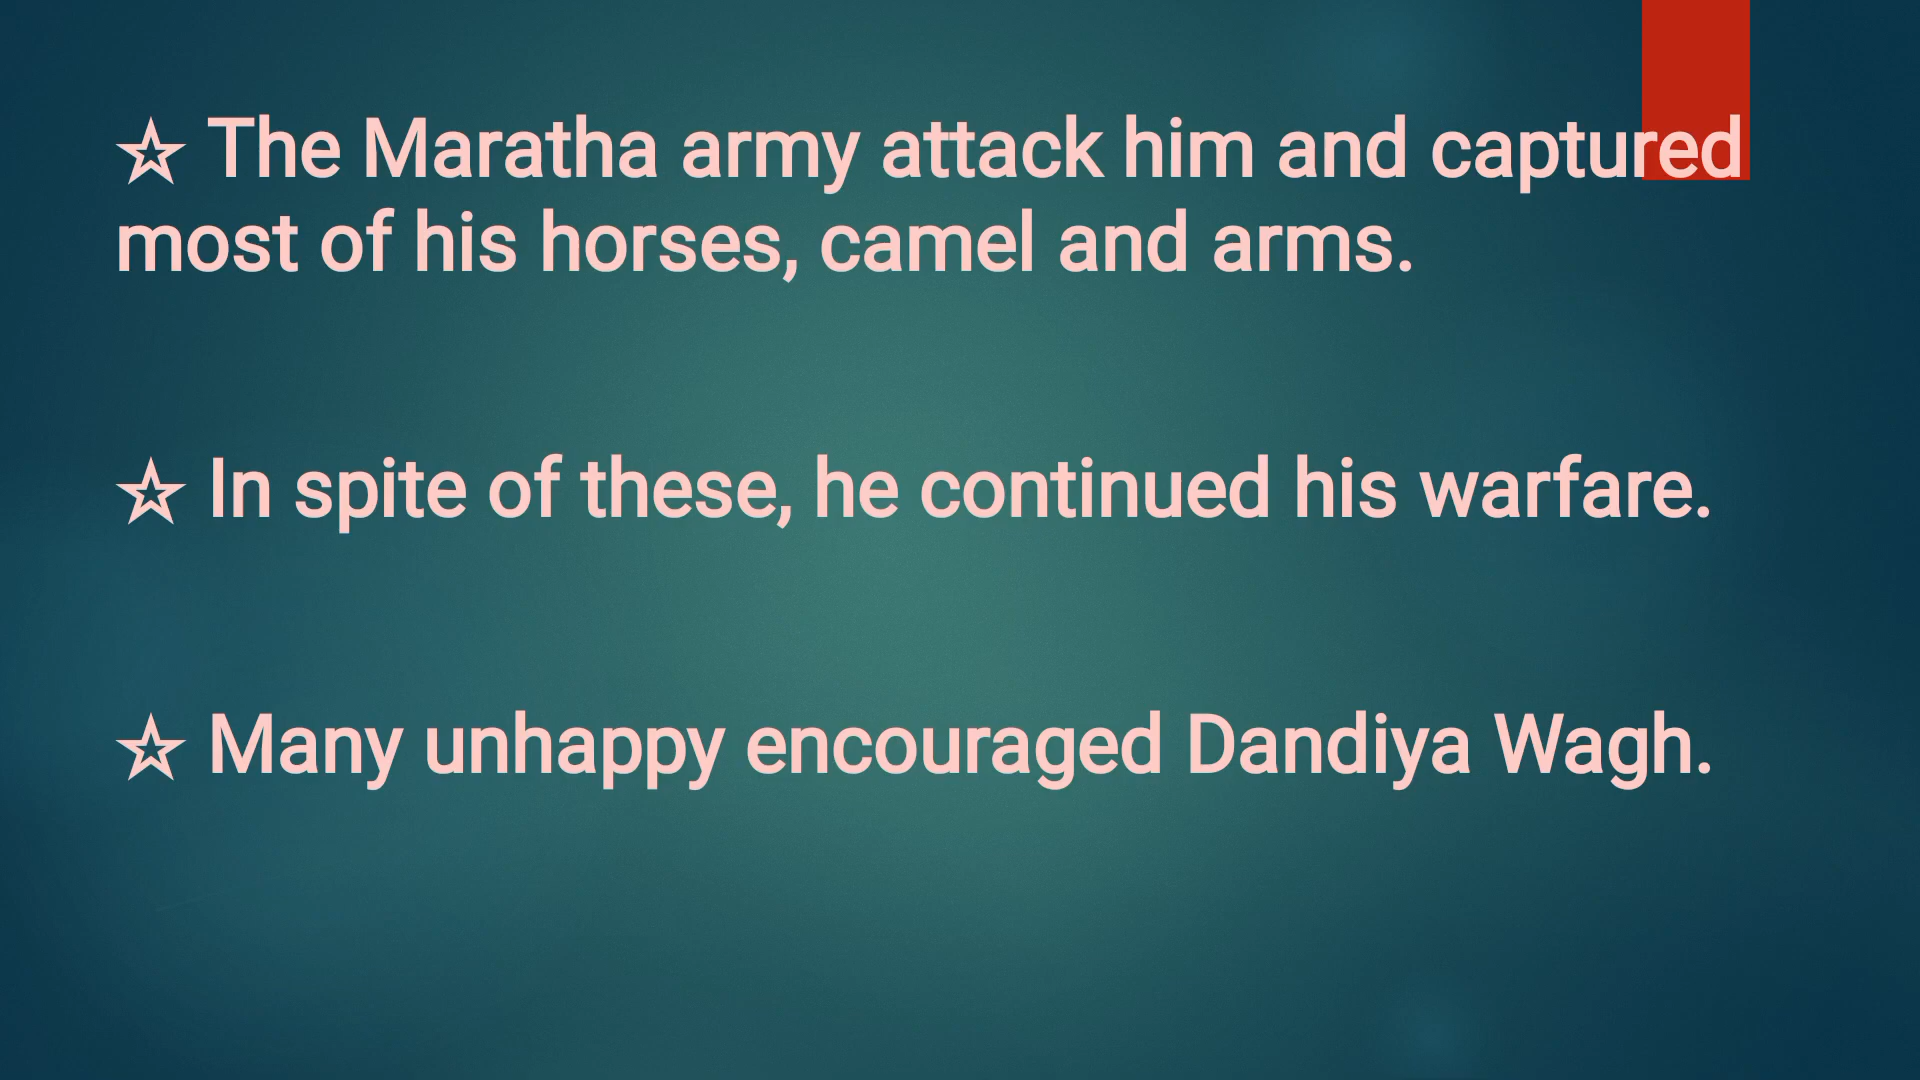 ☆ The Maratha army attack him and captured
most of his horses, camel and arms.
☆ In spite of these, he continued his warfare.
☆ Many unhappy encouraged Dandiya Wagh.